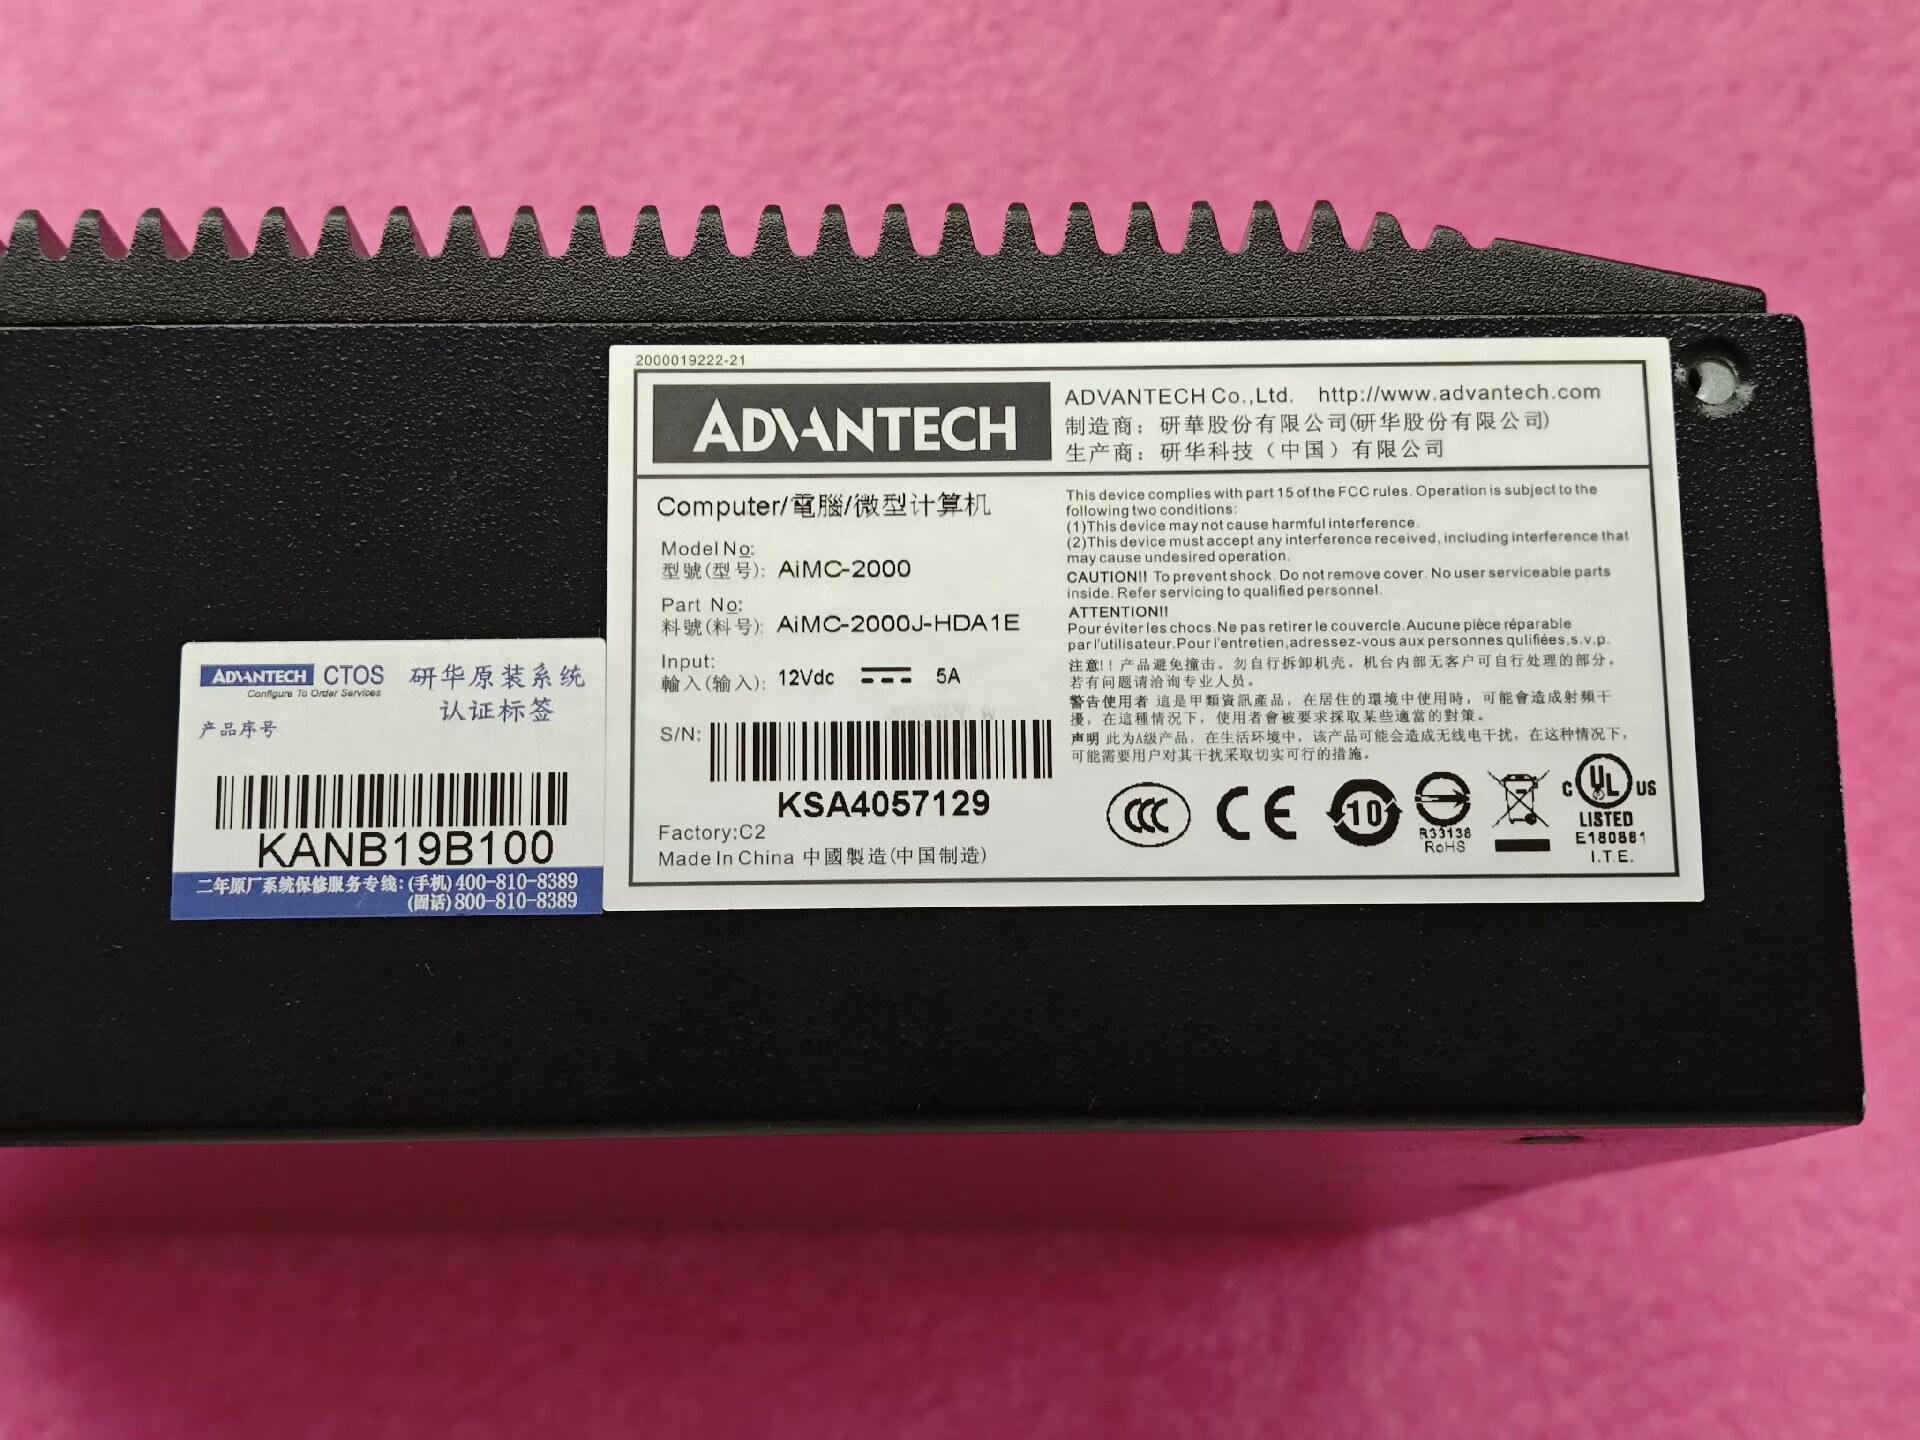 2000019222-21
ADVANTECH
ADVANTECH Co.,Ltd. http://www.advantech.com
制造商：研華股份有限公司(研华股份有限公司)
生产商：研华科技（中国）有限公司
Computer/電腦/微型计算机
Model No:
型號(型号): AiMC-2000
Part No:
料號(料号): AiMC-2000J-HDA1E
Input:
輸入(输入): 12Vdc 5A
S/N:
KSA4057129
Factory:C2
Made In China 中國製造(中国制造)
This device complies with part 15 of the FCC rules. Operation is subject to the
following two conditions:
(1)This device may not cause harmful interference.
(2)This device must accept any interference received, including interference that
may cause undesired operation.
CAUTION!! To prevent shock. Do not remove cover. No user serviceable parts
inside. Refer servicing to qualified personnel.
ATTENTION!!
Pour éviter les chocs. Ne pas retirer le couvercle. Aucune pièce réparable
par l'utilisateur. Pour l'entretien, adressez-vous aux personnes qulifiées, s.v.p.
注意!! 产品避免撞击。勿自行拆卸机壳。机台内部无客户可自行处理的部分。
若有问题请洽询专业人员。
警告使用者 這是甲類資訊產品，在居住的環境中使用時，可能會造成射頻干
擾，在這種情況下，使用者會被要求採取某些適當的對策。
声明 此为A级产品，在生活环境中，该产品可能会造成无线电干扰，在这种情况下，
可能需要用户对其干扰采取切实可行的措施。
CCC CE 10
R33138
RoHS
C UL US
LISTED
E180881
I.T.E.
ADVANTECH CTOS 研华原装系统
Configure To Order Services
认证标签
产品序号
KANB19B100
二年原厂系统保修服务专线：(手机)400-810-8389
(固话)800-810-8389